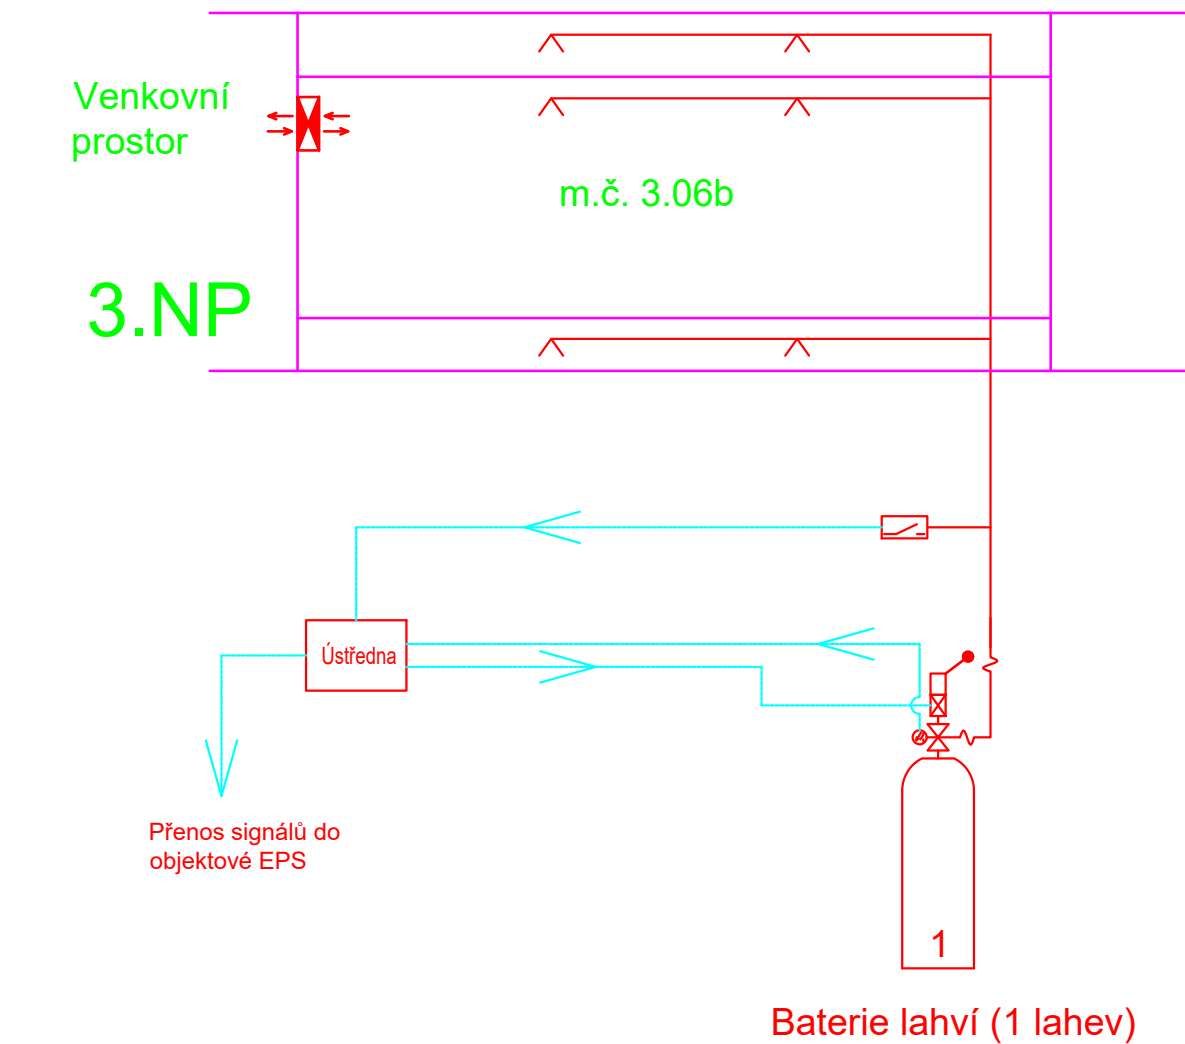 Venkovní
prostor
m.č. 3.06b
3.NP
Ústředna
Přenos signálů do
objektové EPS
1
Baterie lahví (1 lahev)